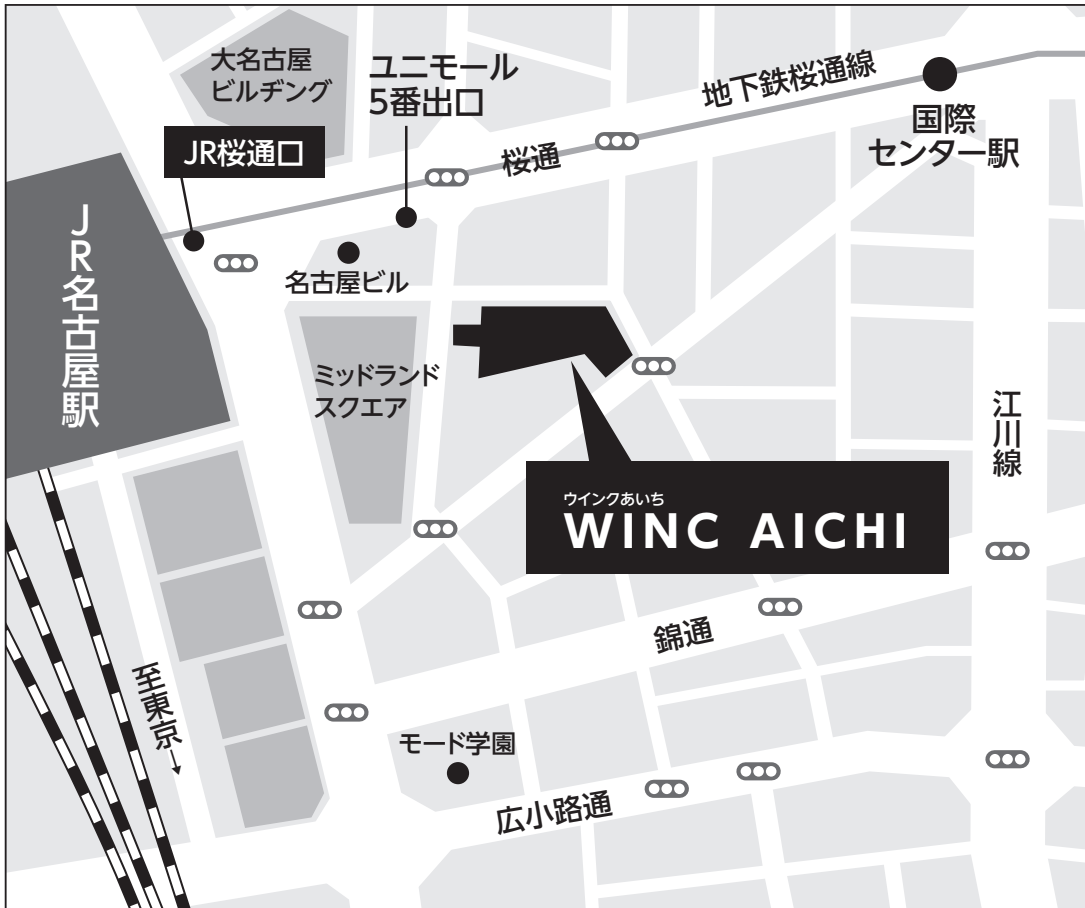 大名古屋
ビルヂング
ユニモール
5番出口
地下鉄桜通線
国際
センター駅
JR桜通口
桜通
JR名古屋駅
名古屋ビル
ミッドランド
スクエア
江川線
ウインクあいち
WINC AICHI
錦通
至東京→
モード学園
広小路通